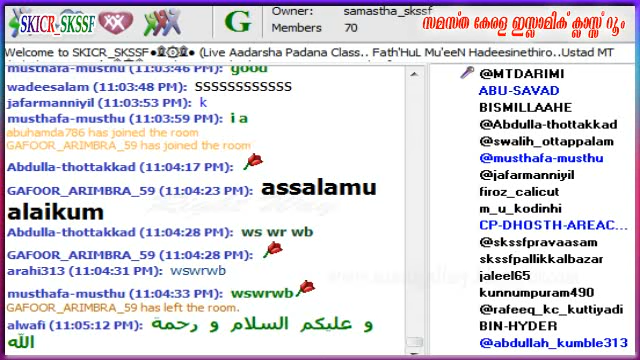 SKICR_SKSSF
G
Owner: samastha_skssf
Members 70
സമസ്ത കേരള ഇസ്ലാമിക് ക്ലാസ്സ് റൂം
Welcome to SKICR_SKSSF (Live Aadarsha Padana Class.. Fath'HuL Mu'eeN Hadeesinethiro..Ustad MT
musthafa-musthu (11:03:46 PM): good
wadeesalam (11:03:48 PM): SSSSSSSSSSSS
jafarmanniyil (11:03:53 PM): k
musthafa-musthu (11:03:59 PM): i a
abuhamda786 has joined the room
GAFOOR_ARIMBRA_59 has joined the room
Abdulla-thottakkad (11:04:17 PM):
GAFOOR_ARIMBRA_59 (11:04:23 PM): assalamu
alaikum
Abdulla-thottakkad (11:04:28 PM): ws wr wb
GAFOOR_ARIMBRA_59 (11:04:28 PM):
arahi313 (11:04:31 PM): wswrwb
musthafa-musthu (11:04:33 PM): wswrwb
GAFOOR_ARIMBRA_59 has left the room.
alwafi (11:05:12 PM): و عليكم السلام و رحمة
الله
@MTDARIMI
ABU-SAVAD
BISMILLAAHE
@Abdulla-thottakkad
@swalih_ottappalam
@musthafa-musthu
@jafarmanniyil
firoz_calicut
m_u_kodinhi
CP-DHOSTH-AREAC...
@skssfpravaasam
skssfpallikkalbazar
jaleel65
kunnumpuram490
@rafeeq_kc_kuttiyadi
BIN-HYDER
@abdullah_kumble313